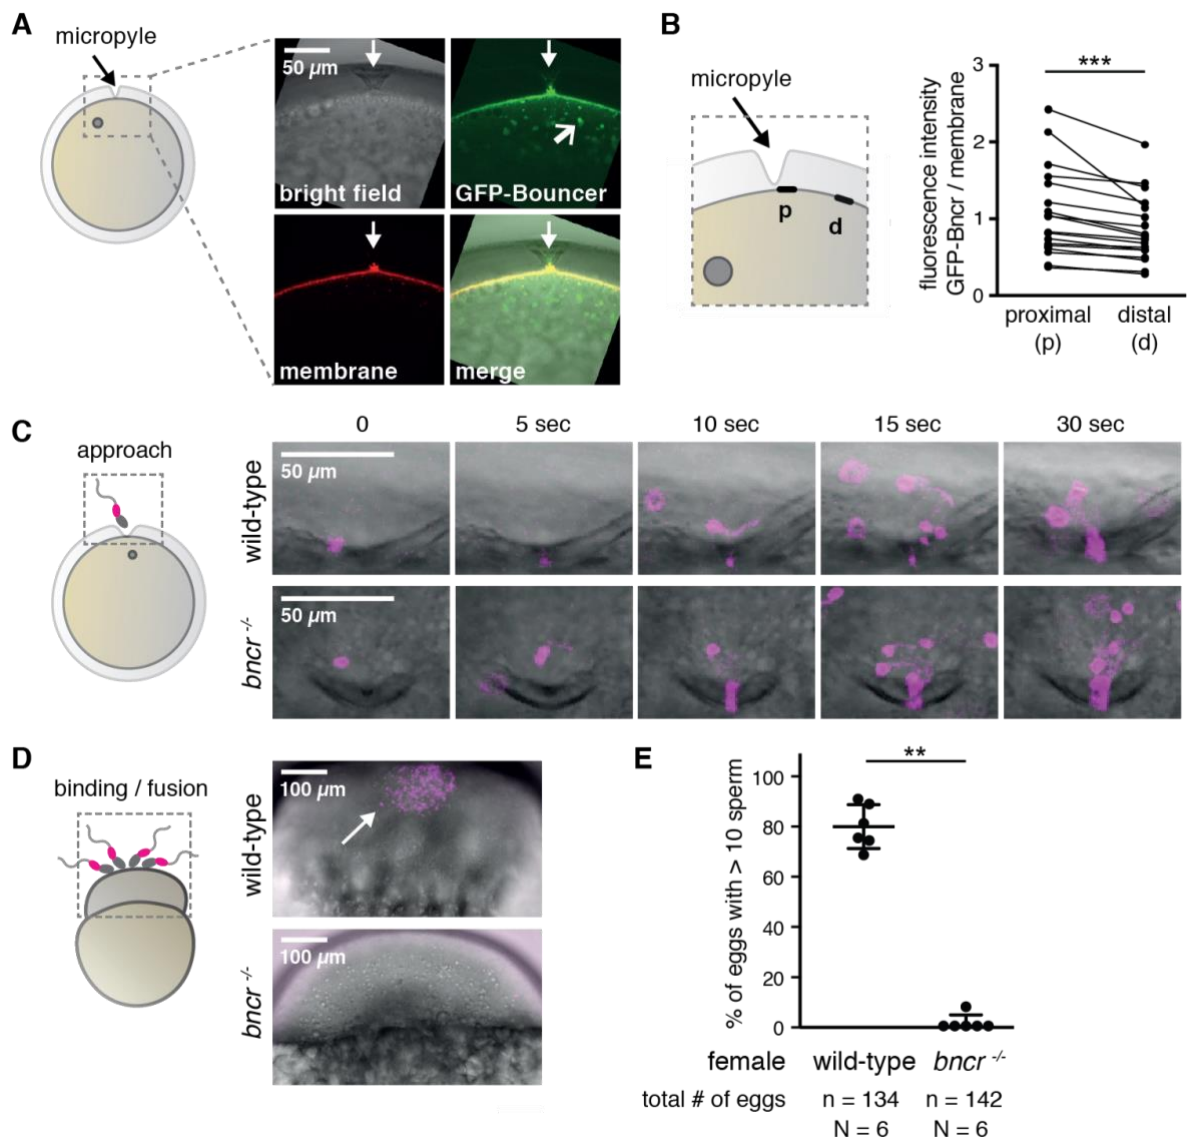 A
micropyle
50 µm
bright field
GFP-Bouncer
membrane
merge
B
micropyle
p
d
fluorescence intensity
GFP-Bncr / membrane
3
2
1
0
***
proximal
(p)
distal
(d)
C
approach
0
5 sec
10 sec
15 sec
30 sec
wild-type
50 µm
bncr -/-
50 µm
D
binding / fusion
wild-type
100 µm
bncr -/-
100 µm
E
% of eggs with > 10 sperm
100
80
60
40
20
0
**
female wild-type bncr -/-
total # of eggs n = 134 n = 142
N = 6 N = 6